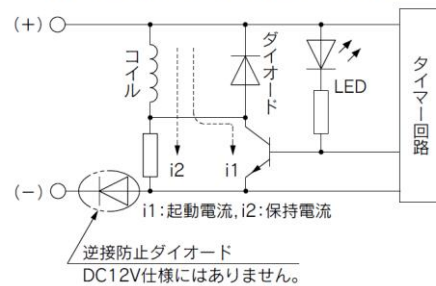 (+)
コイル
ダイオード
LED
タイマー回路
i2
i1
(−)
i1:起動電流,i2:保持電流
逆接防止ダイオード
DC12V仕様にはありません。